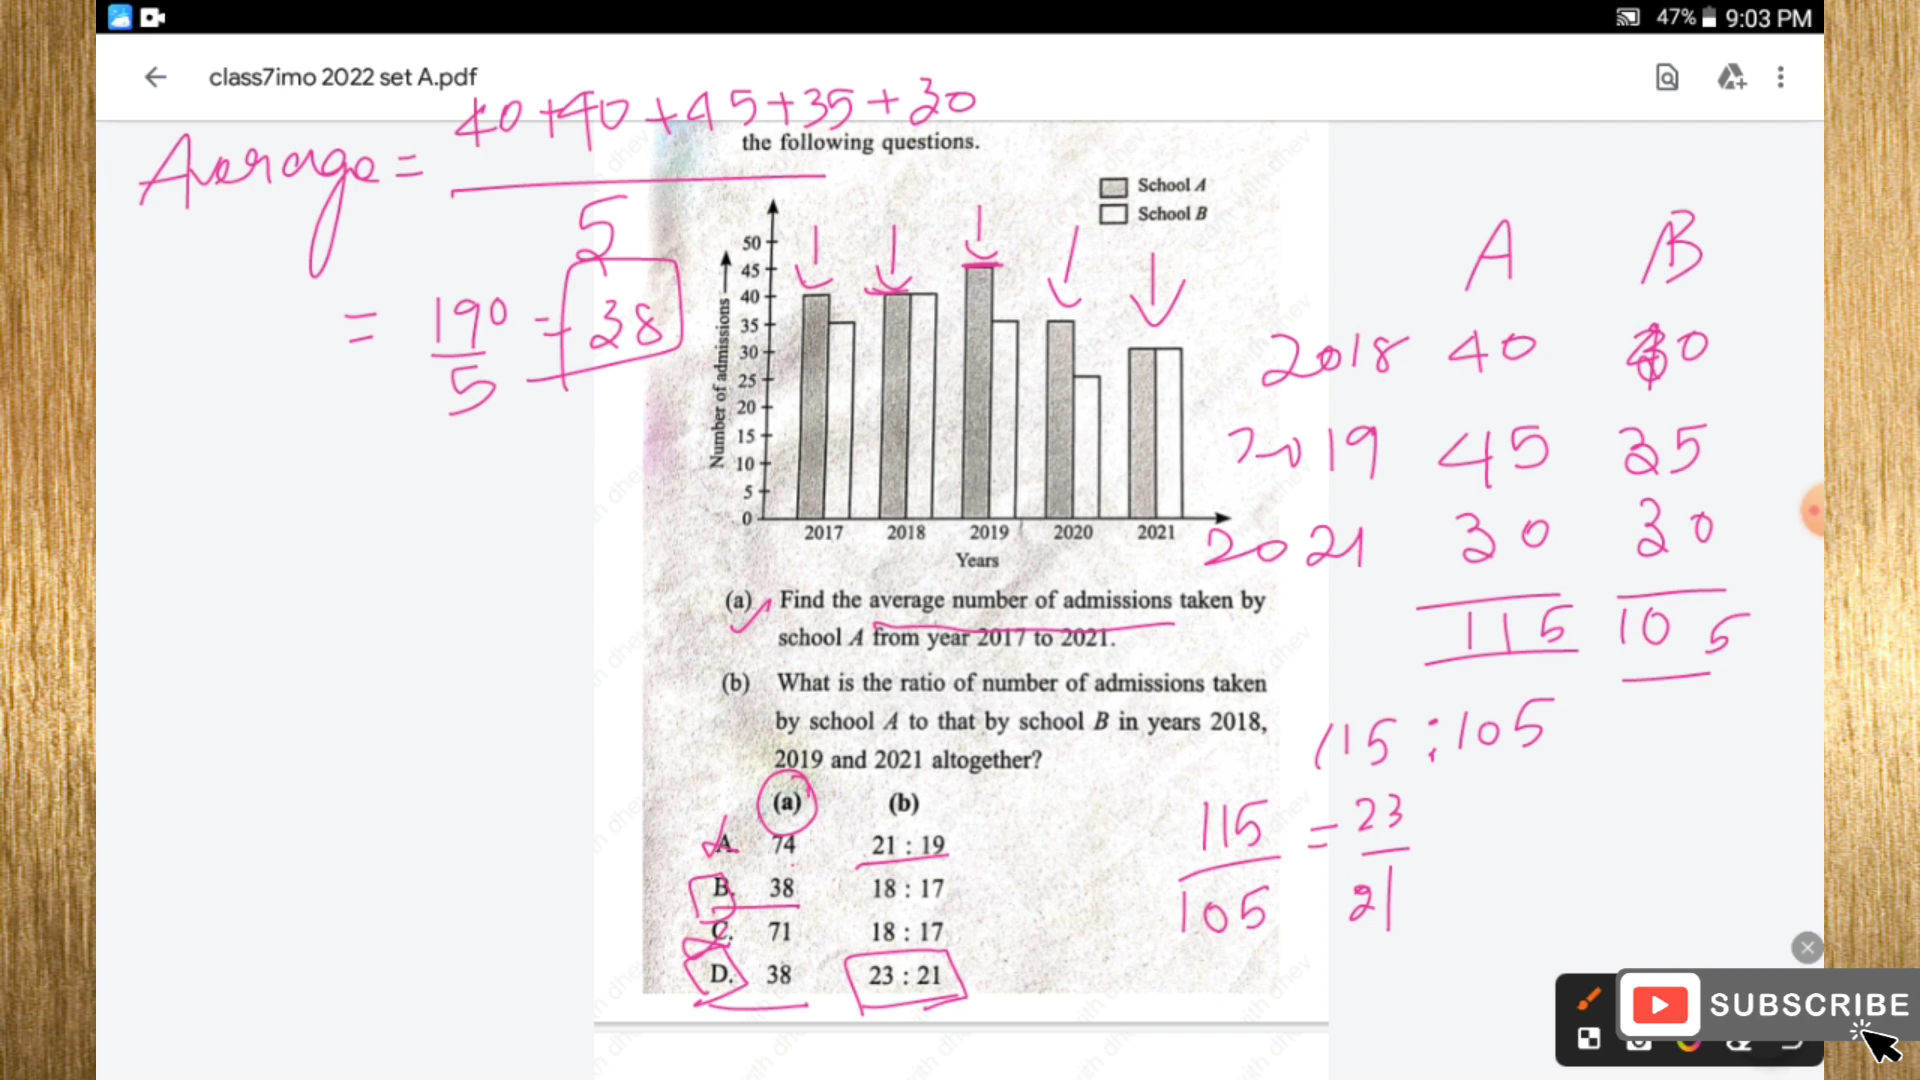 47% 9:03 PM
class7imo 2022 set A.pdf
40 + 40 + 45 + 35 + 30
Average =
5
= 190 = 38
5
the following questions.
School A
School B
Number of admissions
50
45
40
35
30
25
20
15
10
5
0
2017 2018 2019 2020 2021
Years
A B
2018 40 40
2019 45 35
2021 30 30
115 105
115 : 105
115 = 23
105 21
(a) Find the average number of admissions taken by
school A from year 2017 to 2021.
(b) What is the ratio of number of admissions taken
by school A to that by school B in years 2018,
2019 and 2021 altogether?
(a) (b)
A. 74 21 : 19
B. 38 18 : 17
C. 71 18 : 17
D. 38 23 : 21
SUBSCRIBE